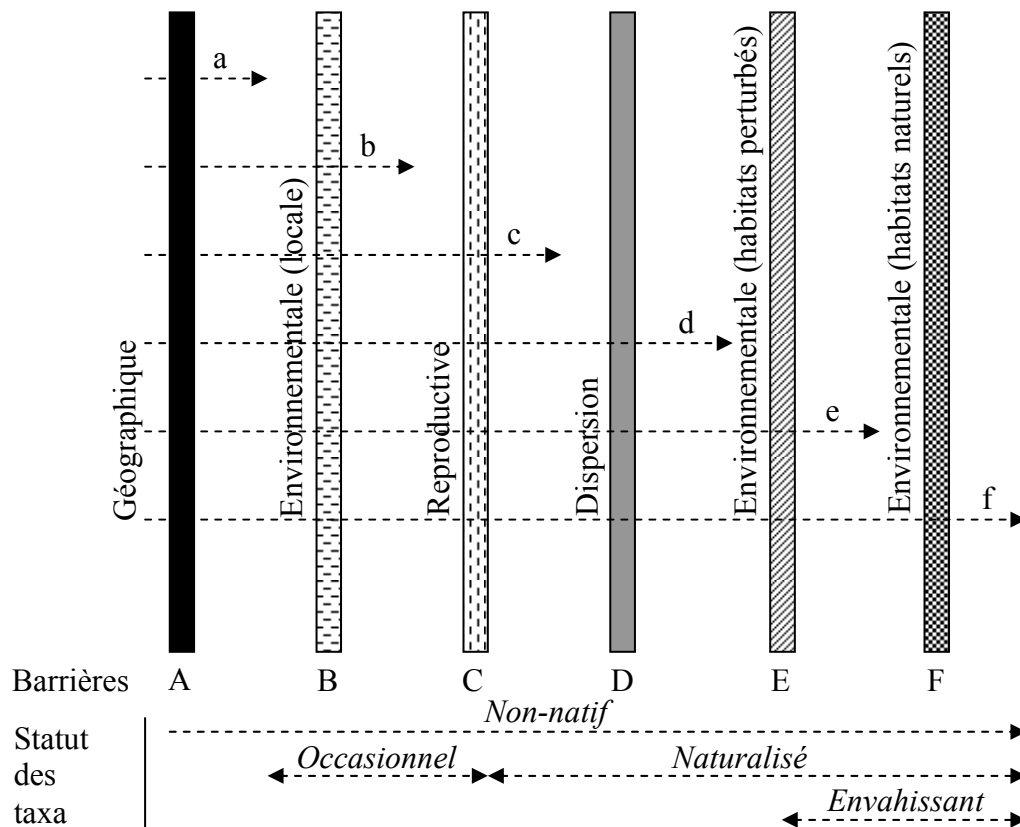 a
b
c
d
e
f
Géographique
Environnementale (locale)
Reproductive
Dispersion
Environnementale (habitats perturbés)
Environnementale (habitats naturels)
Barrières A B C D E F
Statut des taxa
Non-natif
Occasionnel
Naturalisé
Envahissant